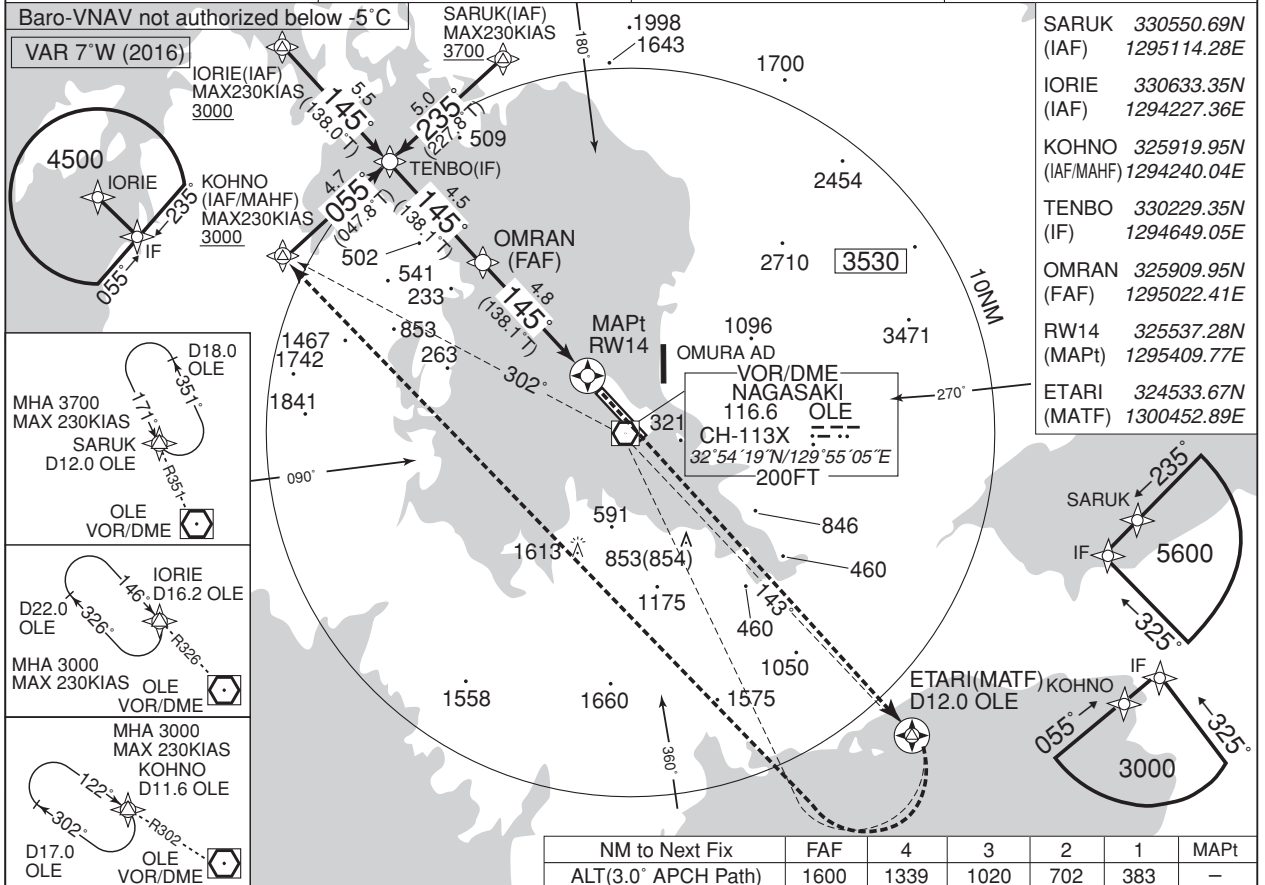 Baro-VNAV not authorized below -5˚C
VAR 7˚W (2016)
SARUK(IAF)
MAX230KIAS
3700
IORIE(IAF)
MAX230KIAS
3000
5.5
145˚
(138.0˚T)
5.0
235˚
(227.8˚T)
509
180˚
1998
1643
1700
2454
2710
3530
3471
1096
10NM
SARUK 330550.69N
(IAF) 1295114.28E
IORIE 330633.35N
(IAF) 1294227.36E
KOHNO 325919.95N
(IAF/MAHF) 1294240.04E
TENBO 330229.35N
(IF) 1294649.05E
OMRAN 325909.95N
(FAF) 1295022.41E
RW14 325537.28N
(MAPt) 1295409.77E
ETARI 324533.67N
(MATF) 1300452.89E
4500
IORIE
IF
235˚
055˚
KOHNO
(IAF/MAHF)
MAX230KIAS
3000
TENBO(IF)
4.7
055˚
(047.8˚T)
4.5
145˚
(138.1˚T)
OMRAN
(FAF)
4.8
145˚
(138.1˚T)
502
541
233
853
263
1467
1742
1841
302˚
MAPt
RW14
OMURA AD
VOR/DME
NAGASAKI
116.6 OLE
CH-113X
32˚54´19˝N/129˚55´05˝E
200FT
321
270˚
090˚
D18.0
OLE
351˚
171˚
MHA 3700
MAX 230KIAS
SARUK
D12.0 OLE
R351
OLE
VOR/DME
IORIE
D16.2 OLE
146˚
326˚
D22.0
OLE
R326
MHA 3000
MAX 230KIAS
OLE
VOR/DME
MHA 3000
MAX 230KIAS
KOHNO
D11.6 OLE
122˚
302˚
R302
D17.0
OLE
OLE
VOR/DME
591
1613
853(854)
846
460
1175
460
143˚
1050
1558
1660
1575
360˚
ETARI(MATF)
D12.0 OLE
SARUK
IF
235˚
5600
325˚
IF
KOHNO
055˚
325˚
3000
NM to Next Fix FAF 4 3 2 1 MAPt
ALT(3.0˚ APCH Path) 1600 1339 1020 702 383 –